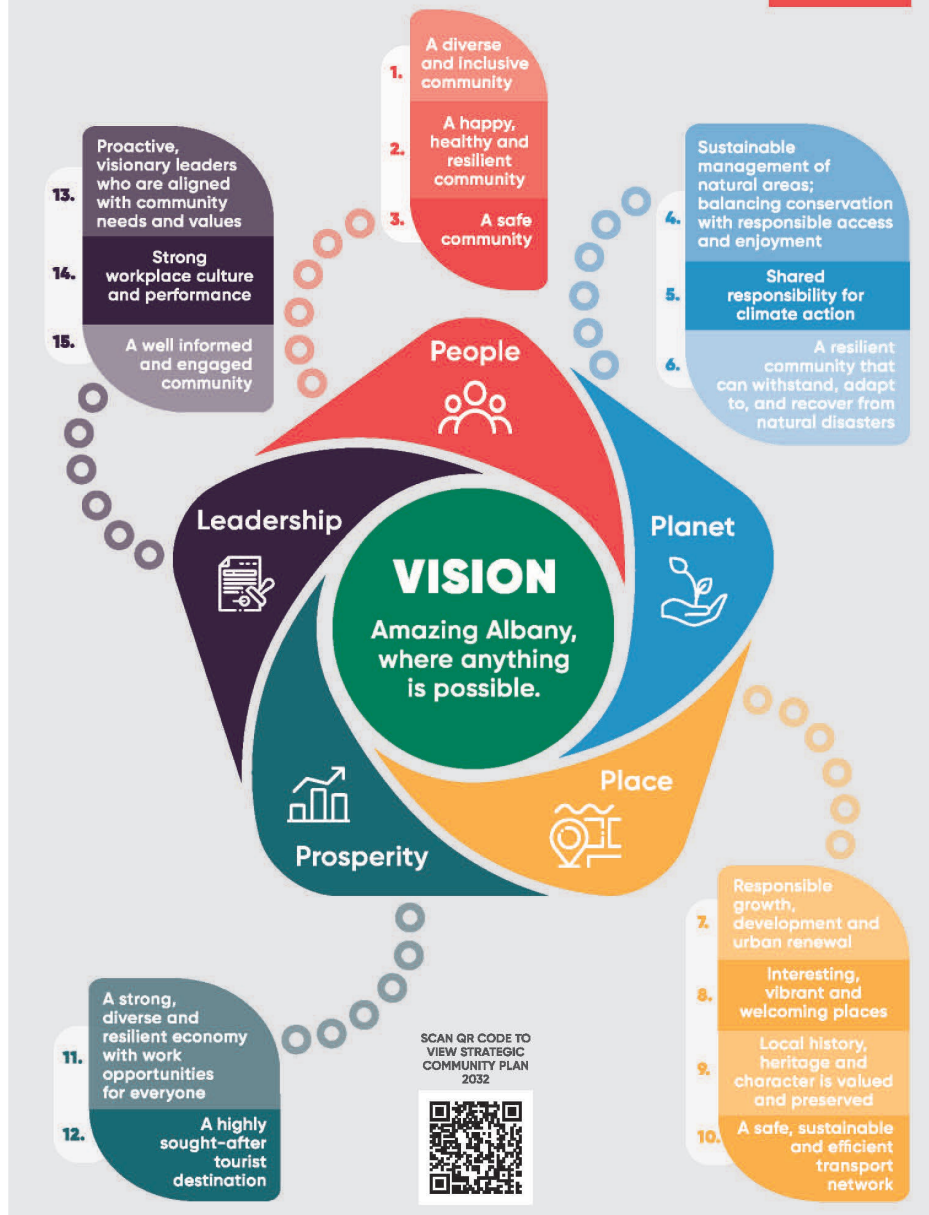 1.
A diverse
and inclusive
community
2.
A happy,
healthy and
resilient
community
3.
A safe
community
13.
Proactive,
visionary leaders
who are aligned
with community
needs and values
14.
Strong
workplace culture
and performance
15.
A well informed
and engaged
community
4.
Sustainable
management of
natural areas;
balancing conservation
with responsible access
and enjoyment
5.
Shared
responsibility for
climate action
6.
A resilient
community that
can withstand, adapt
to, and recover from
natural disasters
People
Leadership
Planet
VISION
Amazing Albany,
where anything
is possible.
Place
Prosperity
7.
Responsible
growth,
development and
urban renewal
8.
Interesting,
vibrant and
welcoming places
9.
Local history,
heritage and
character is valued
and preserved
10.
A safe, sustainable
and efficient
transport
network
11.
A strong,
diverse and
resilient economy
with work
opportunities
for everyone
12.
A highly
sought-after
tourist
destination
SCAN QR CODE TO
VIEW STRATEGIC
COMMUNITY PLAN
2032